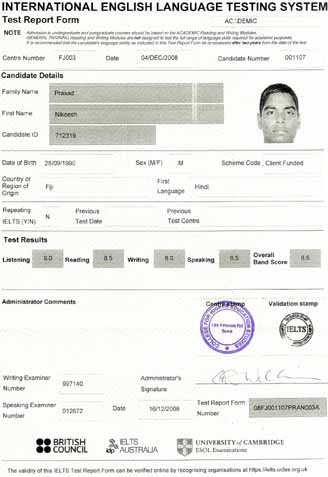 INTERNATIONAL ENGLISH LANGUAGE TESTING SYSTEM
Test Report Form
ACADEMIC
NOTE Admission to undergraduate and postgraduate courses should be based on the ACADEMIC Reading and Writing Modules.
GENERAL TRAINING Reading and Writing Modules are not designed to test the full range of language skills required for academic purposes.
It is recommended that the candidate's language ability as indicated in this Test Report Form be re-assessed after two years from the date of the test.
Centre Number FJ003 Date 04/DEC/2008 Candidate Number 001107
Candidate Details
Family Name Prasad
First Name Nikeesh
Candidate ID 712319
Date of Birth 28/09/1990 Sex (M/F) M Scheme Code Client Funded
Country or Region of Origin Fiji
First Language Hindi
Repeating IELTS (Y/N) N
Previous Test Date
Previous Test Centre
Test Results
Listening 6.0 Reading 6.5 Writing 6.0 Speaking 6.5 Overall Band Score 6.5
Administrator Comments
Centre stamp
Validation stamp
Suva
IELTS
Writing Examiner Number 997140
Administrator's Signature
Speaking Examiner Number 012672
Date 16/12/2008
Test Report Form Number 08FJ001107PRAN003A
BRITISH COUNCIL
idp IELTS AUSTRALIA
UNIVERSITY of CAMBRIDGE
ESOL Examinations
The validity of this IELTS Test Report Form can be verified online by recognising organisations at https://ielts.ucles.org.uk